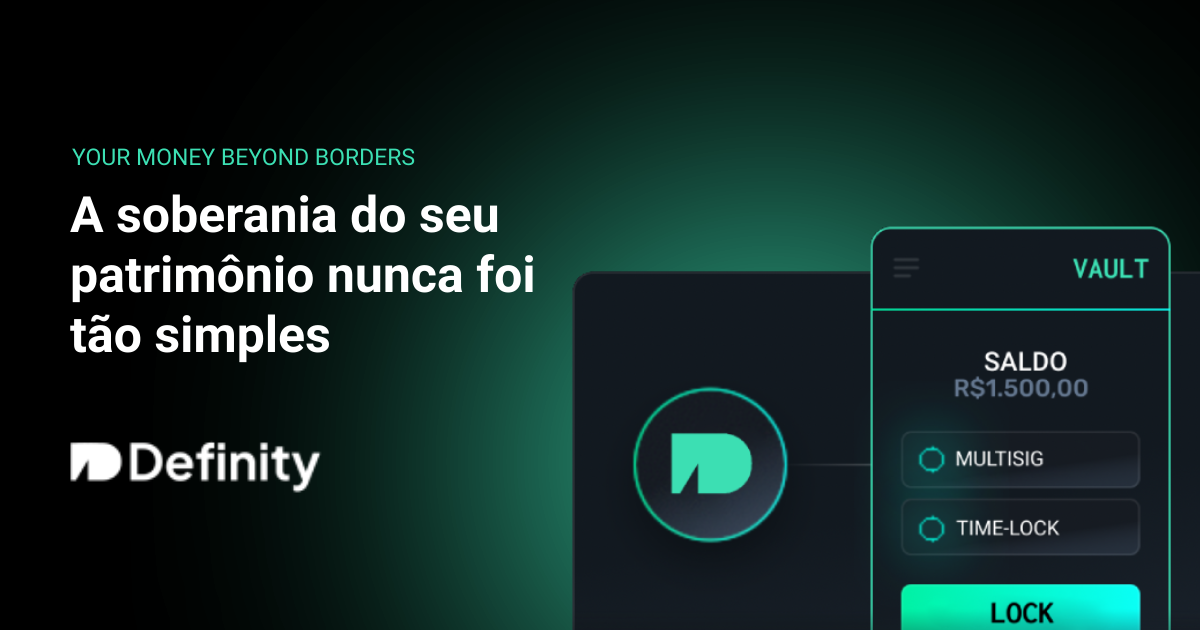 YOUR MONEY BEYOND BORDERS
A soberania do seu
patrimônio nunca foi
tão simples
Definity
VAULT
SALDO
R$1.500,00
MULTISIG
TIME-LOCK
LOCK